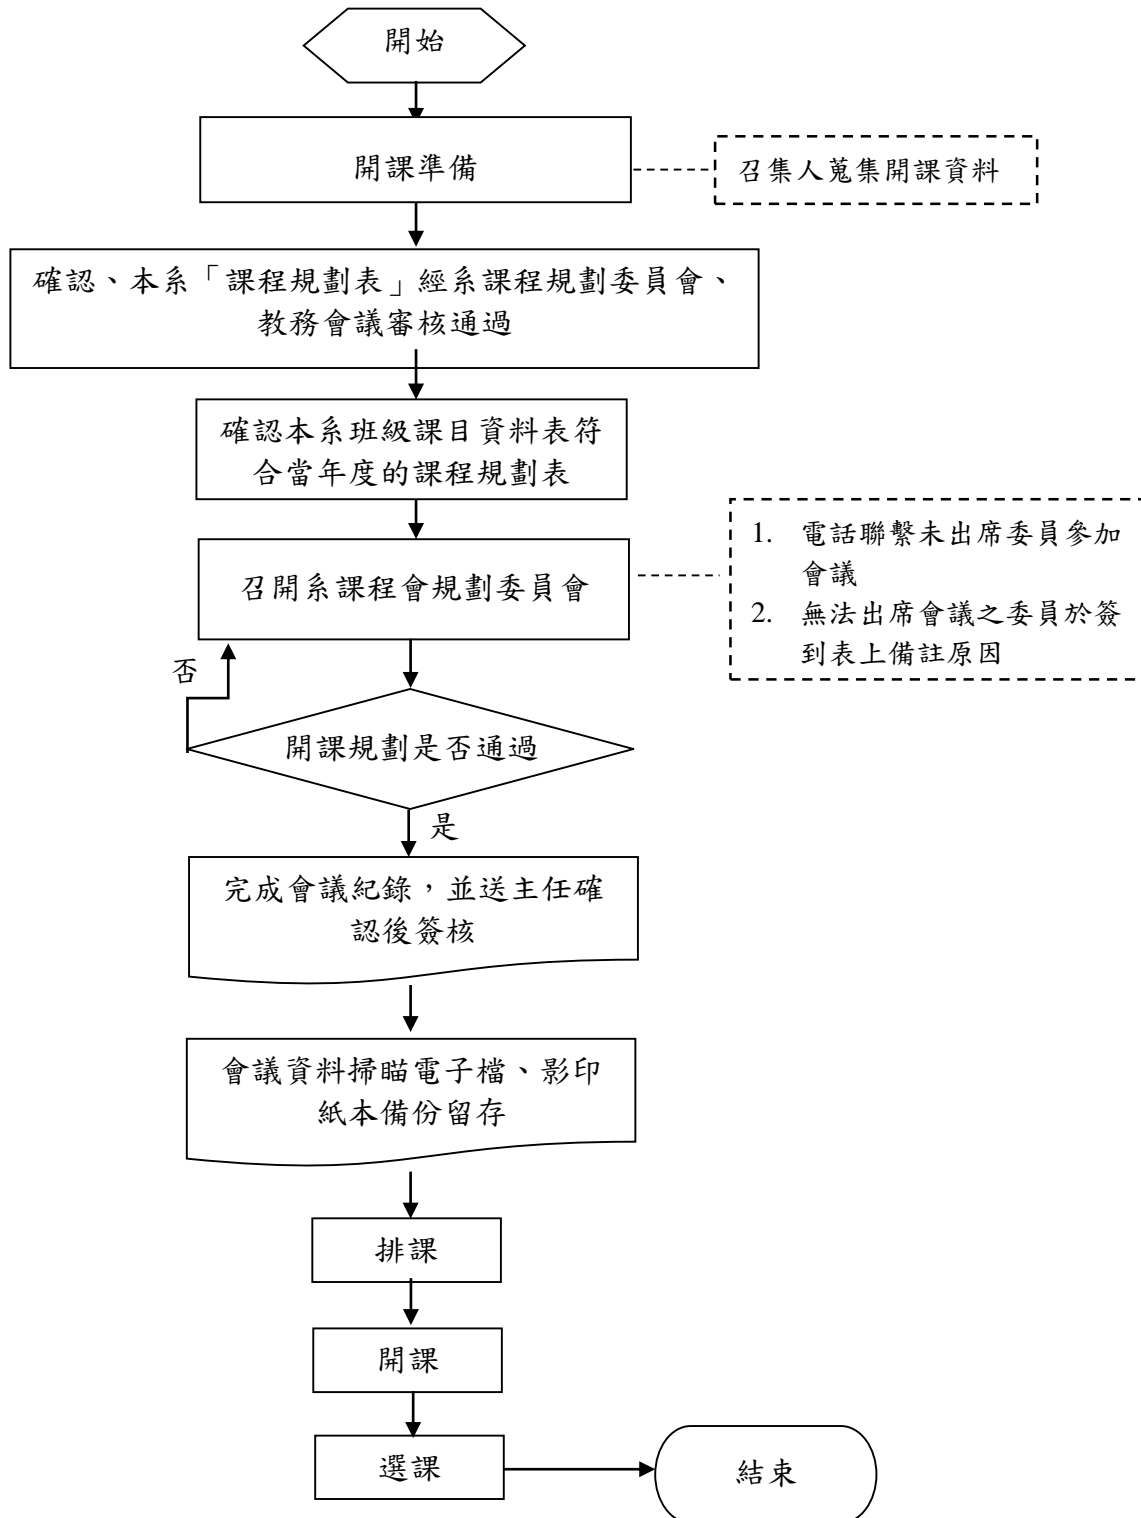 開始
開課準備
召集人蒐集開課資料
確認、本系「課程規劃表」經系課程規劃委員會、
教務會議審核通過
確認本系班級課目資料表符
合當年度的課程規劃表
召開系課程會規劃委員會
1. 電話聯繫未出席委員參加
會議
2. 無法出席會議之委員於簽
到表上備註原因
否
開課規劃是否通過
是
完成會議紀錄，並送主任確
認後簽核
會議資料掃瞄電子檔、影印
紙本備份留存
排課
開課
選課
結束